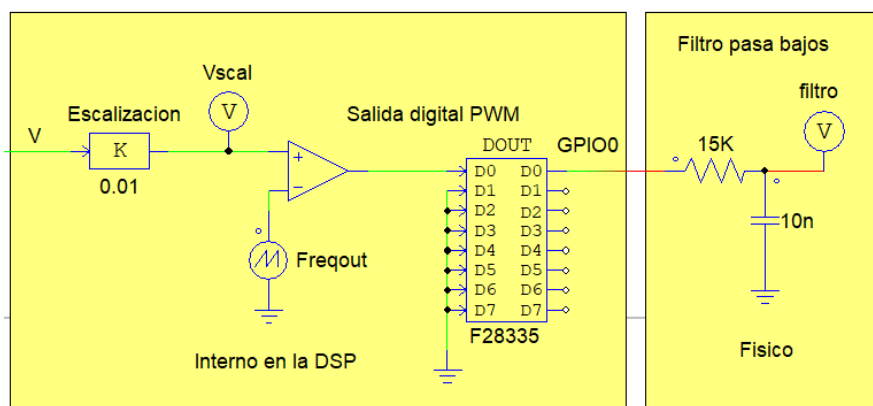 Filtro pasa bajos
Vscal
filtro
V
Escalizacion
V
V
Salida digital PWM
K
0.01
+
−
DOUT
GPIO0
15K
D0 D0
D1 D1
D2 D2
D3 D3
D4 D4
D5 D5
D6 D6
D7 D7
10n
Freqout
F28335
Interno en la DSP
Fisico